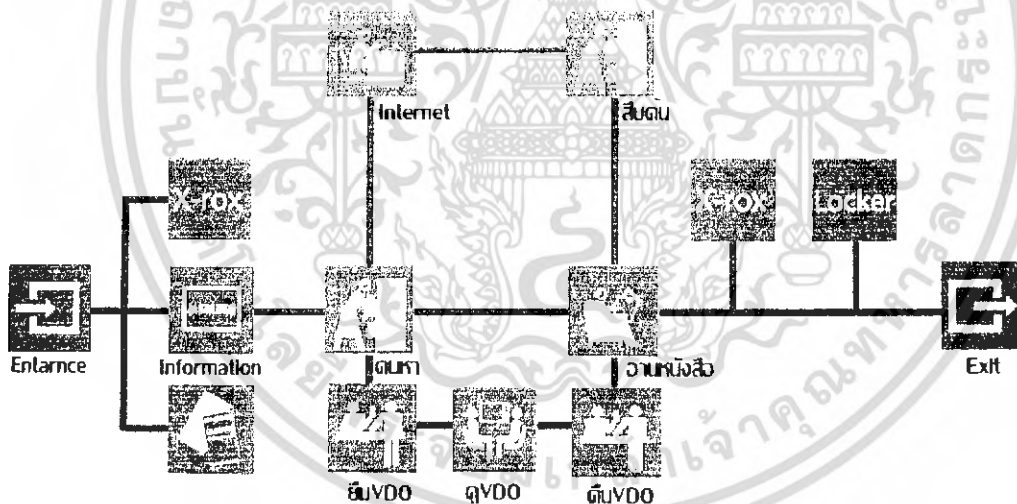 Internet
สืบค้น
X-rox
X-rox
Locker
Entarnce
Information
ค้นหา
อ่านหนังสือ
Exit
ยืมVDO
ดูVDO
คืนVDO